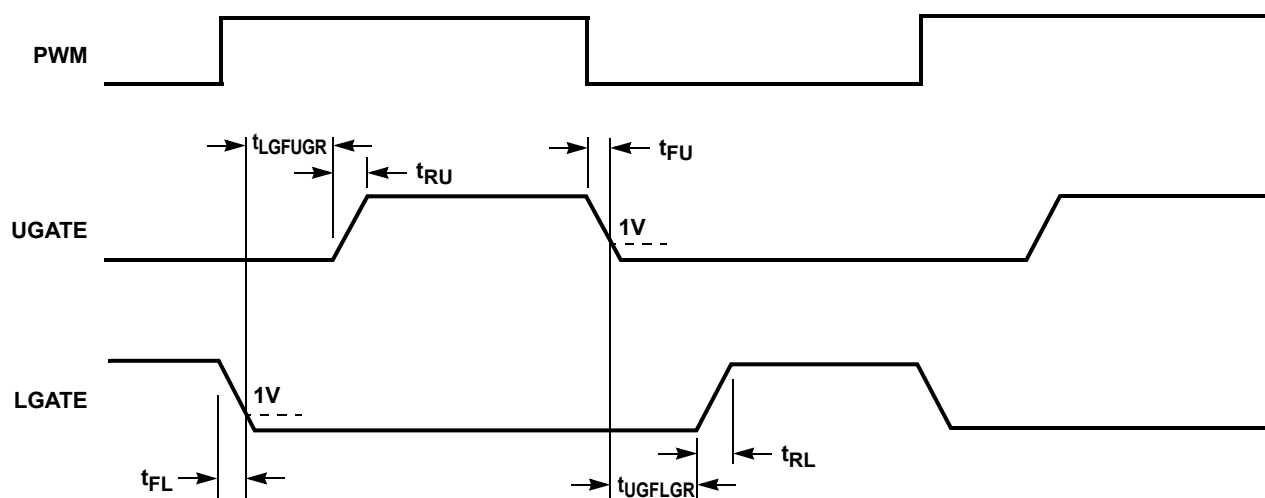 PWM
tLGFUGR
tRU
tFU
UGATE
1V
LGATE
1V
tFL
tUGFLGR
tRL